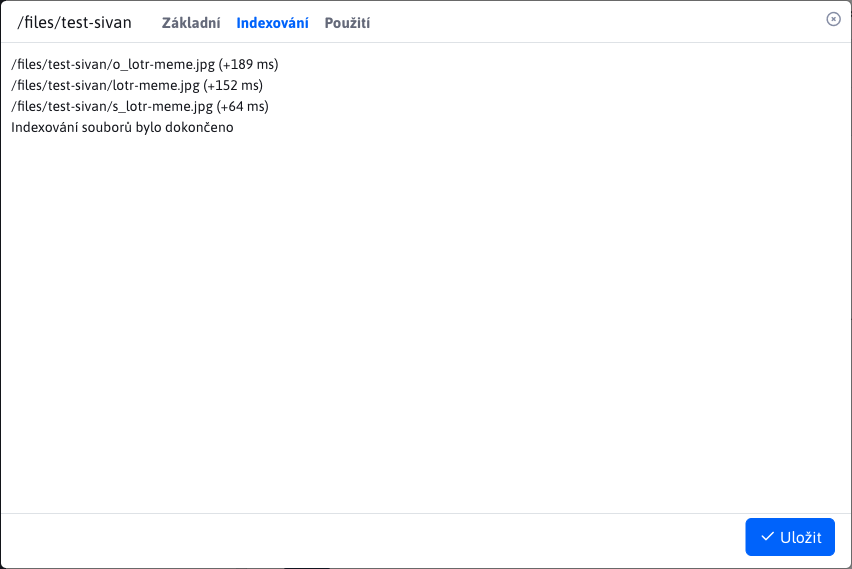 /files/test-sivan Základní Indexování Použití
/files/test-sivan/o_lotr-meme.jpg (+189 ms)
/files/test-sivan/lotr-meme.jpg (+152 ms)
/files/test-sivan/s_lotr-meme.jpg (+64 ms)
Indexování souborů bylo dokončeno
Uložit